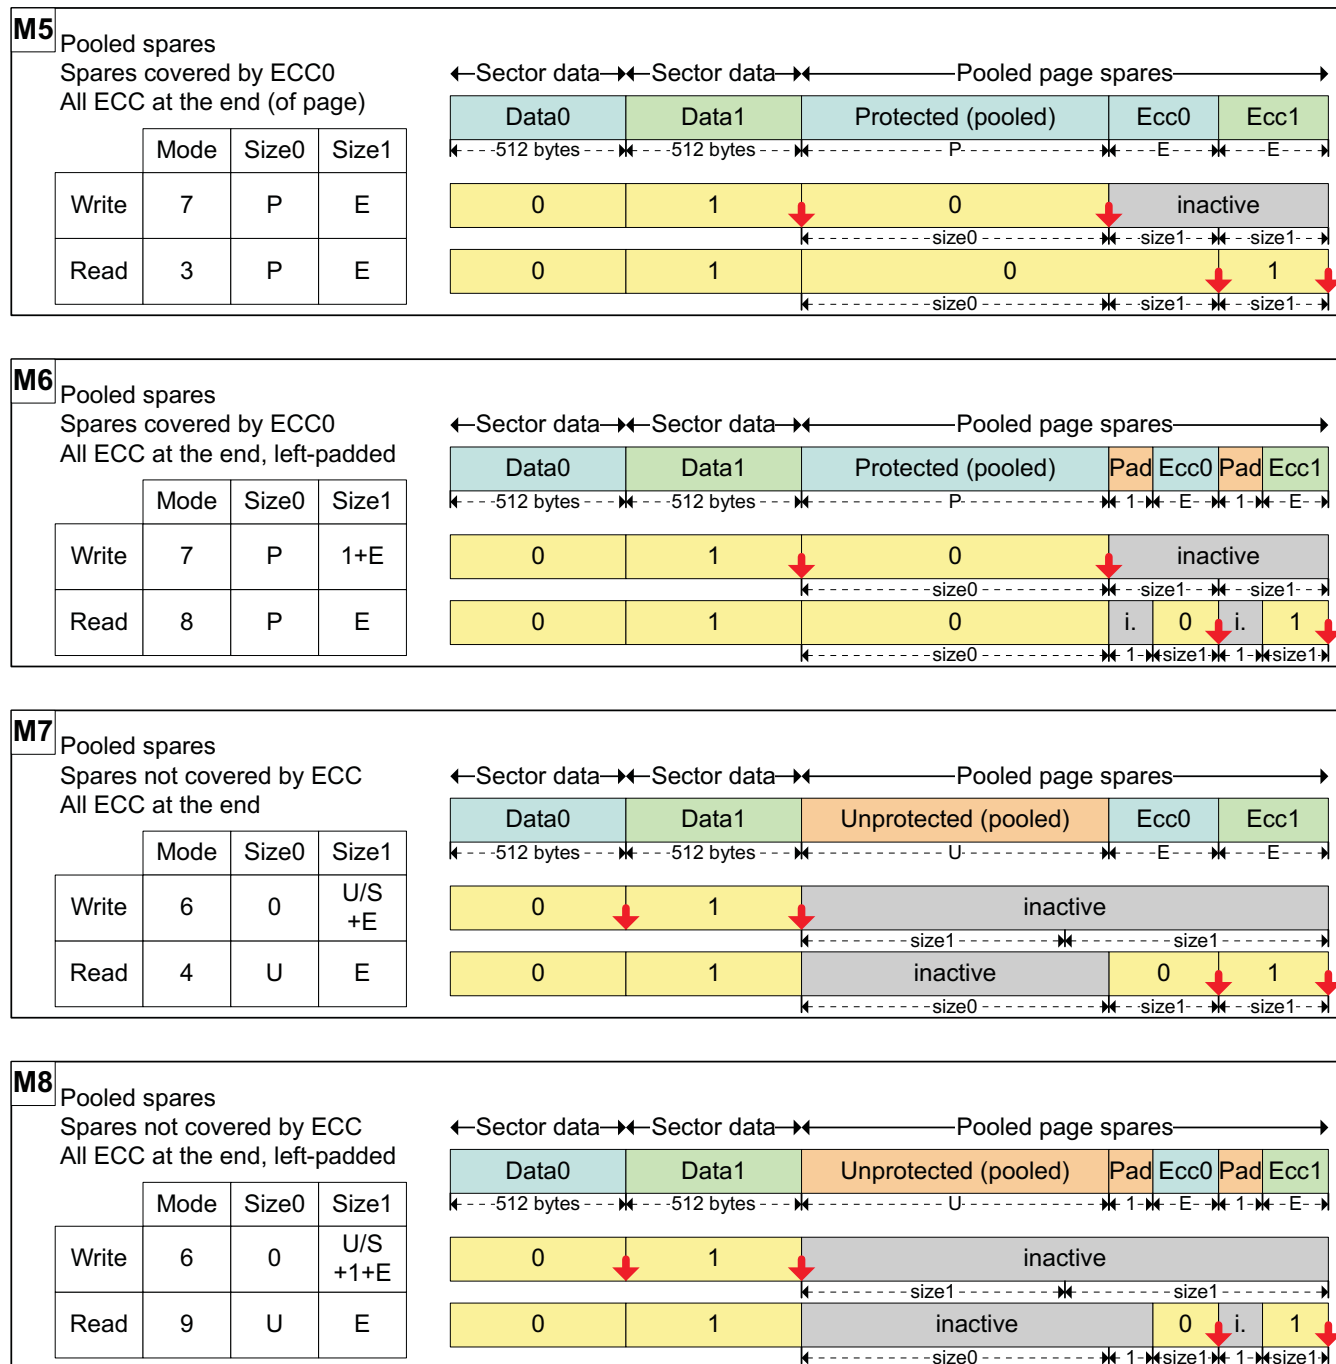 M5
Pooled spares
Spares covered by ECC0
All ECC at the end (of page)
Sector data Sector data Pooled page spares
Data0 Data1 Protected (pooled) Ecc0 Ecc1
512 bytes 512 bytes P E E
Mode Size0 Size1
Write 7 P E
0 1 0 inactive
size0 size1 size1
Read 3 P E
0 1 0 1
size0 size1 size1
M6
Pooled spares
Spares covered by ECC0
All ECC at the end, left-padded
Sector data Sector data Pooled page spares
Data0 Data1 Protected (pooled) Pad Ecc0 Pad Ecc1
512 bytes 512 bytes P 1 E 1 E
Mode Size0 Size1
Write 7 P 1+E
0 1 0 inactive
size0 size1 size1
Read 8 P E
0 1 0 i. 0 i. 1
size0 1 size1 1 size1
M7
Pooled spares
Spares not covered by ECC
All ECC at the end
Sector data Sector data Pooled page spares
Data0 Data1 Unprotected (pooled) Ecc0 Ecc1
512 bytes 512 bytes U E E
Mode Size0 Size1
Write 6 0 U/S
+E
0 1 inactive
size1 size1
Read 4 U E
0 1 inactive 0 1
size0 size1 size1
M8
Pooled spares
Spares not covered by ECC
All ECC at the end, left-padded
Sector data Sector data Pooled page spares
Data0 Data1 Unprotected (pooled) Pad Ecc0 Pad Ecc1
512 bytes 512 bytes U 1 E 1 E
Mode Size0 Size1
Write 6 0 U/S
+1+E
0 1 inactive
size1 size1
Read 9 U E
0 1 inactive 0 i. 1
size0 1 size1 1 size1